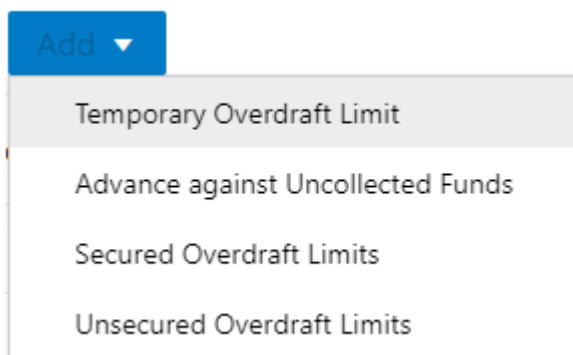 Add
Temporary Overdraft Limit
Advance against Uncollected Funds
Secured Overdraft Limits
Unsecured Overdraft Limits